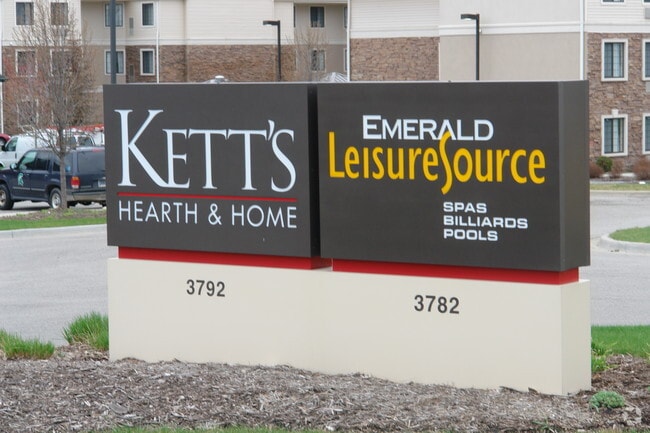 KETT'S
HEARTH & HOME
3792
EMERALD
LEISURESOURCE
SPAS
BILLIARDS
POOLS
3782